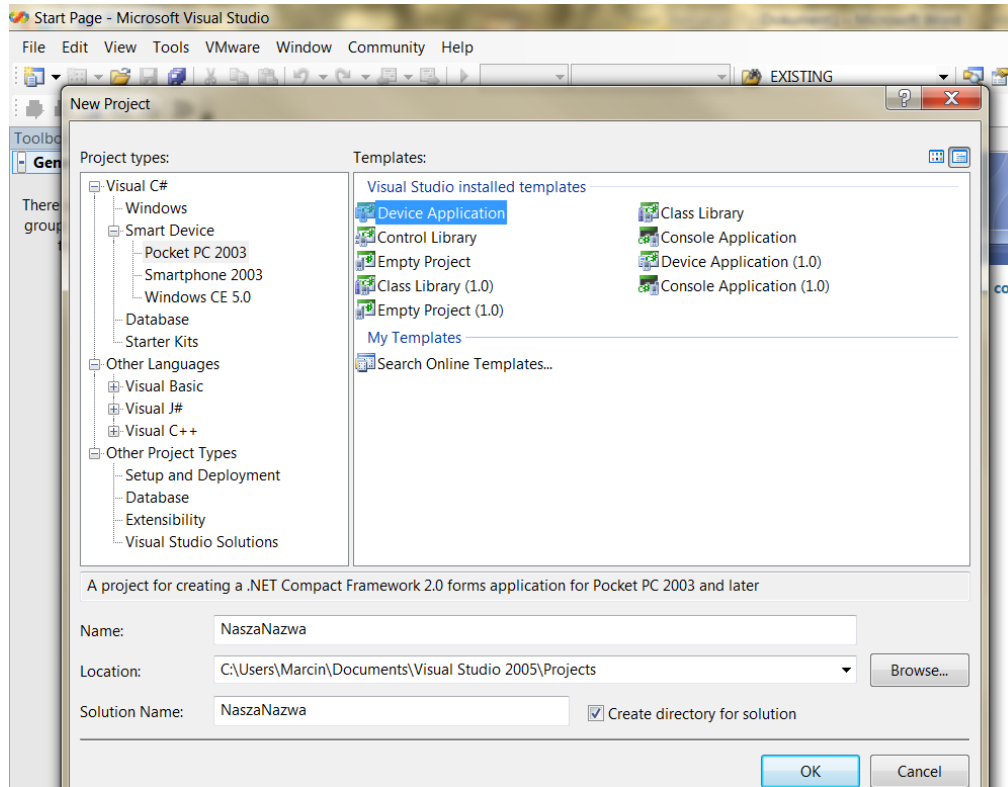 Start Page - Microsoft Visual Studio
File Edit View Tools VMware Window Community Help
EXISTING
New Project
Toolbo
Gen
There
group
t
Project types:
Visual C#
Windows
Smart Device
Pocket PC 2003
Smartphone 2003
Windows CE 5.0
Database
Starter Kits
Other Languages
Visual Basic
Visual J#
Visual C++
Other Project Types
Setup and Deployment
Database
Extensibility
Visual Studio Solutions
Templates:
Visual Studio installed templates
Device Application Class Library
Control Library Console Application
Empty Project Device Application (1.0)
Class Library (1.0) Console Application (1.0)
Empty Project (1.0)
My Templates
Search Online Templates...
co
A project for creating a .NET Compact Framework 2.0 forms application for Pocket PC 2003 and later
Name: NaszaNazwa
Location: C:\Users\Marcin\Documents\Visual Studio 2005\Projects Browse...
Solution Name: NaszaNazwa Create directory for solution
OK Cancel